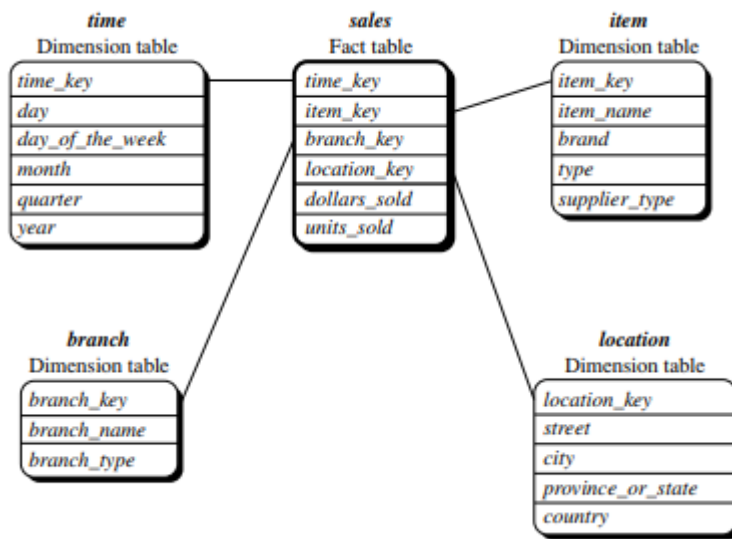 time
Dimension table
time_key
day
day_of_the_week
month
quarter
year
sales
Fact table
time_key
item_key
branch_key
location_key
dollars_sold
units_sold
item
Dimension table
item_key
item_name
brand
type
supplier_type
branch
Dimension table
branch_key
branch_name
branch_type
location
Dimension table
location_key
street
city
province_or_state
country